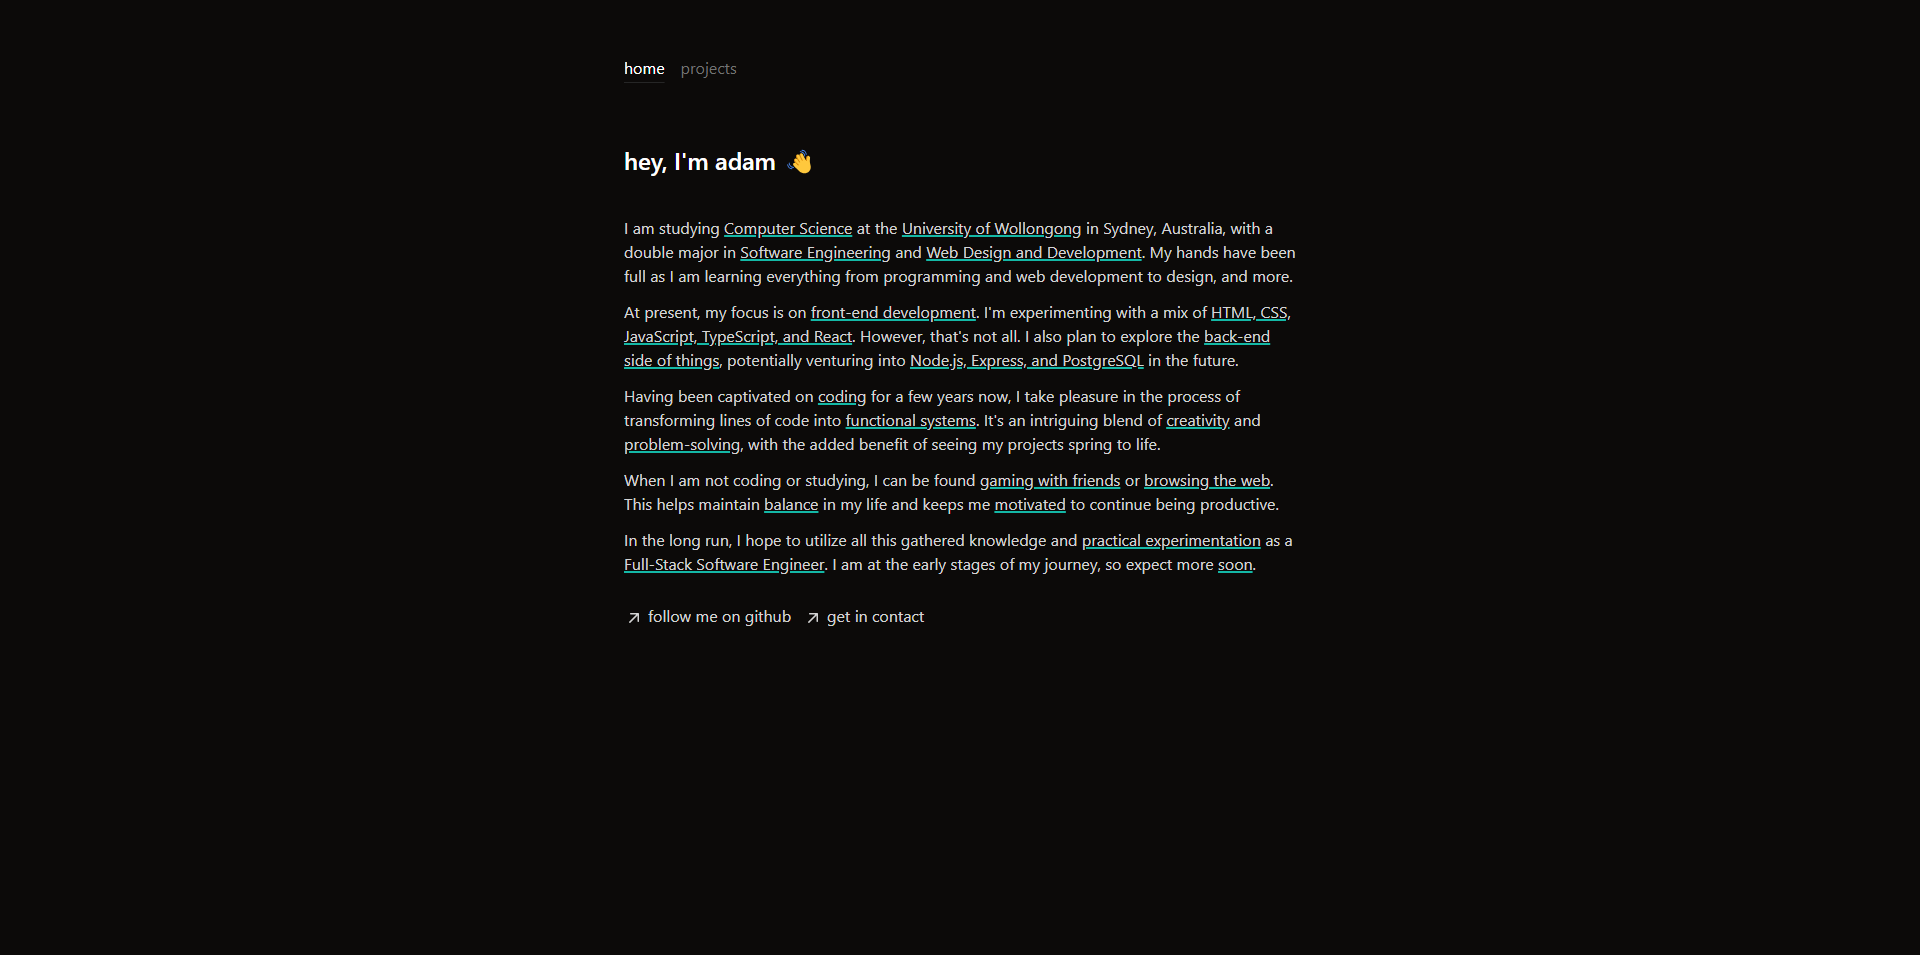 home projects
hey, I'm adam 👋
I am studying Computer Science at the University of Wollongong in Sydney, Australia, with a
double major in Software Engineering and Web Design and Development. My hands have been
full as I am learning everything from programming and web development to design, and more.
At present, my focus is on front-end development. I'm experimenting with a mix of HTML, CSS,
JavaScript, TypeScript, and React. However, that's not all. I also plan to explore the back-end
side of things, potentially venturing into Node.js, Express, and PostgreSQL in the future.
Having been captivated on coding for a few years now, I take pleasure in the process of
transforming lines of code into functional systems. It's an intriguing blend of creativity and
problem-solving, with the added benefit of seeing my projects spring to life.
When I am not coding or studying, I can be found gaming with friends or browsing the web.
This helps maintain balance in my life and keeps me motivated to continue being productive.
In the long run, I hope to utilize all this gathered knowledge and practical experimentation as a
Full-Stack Software Engineer. I am at the early stages of my journey, so expect more soon.
follow me on github get in contact